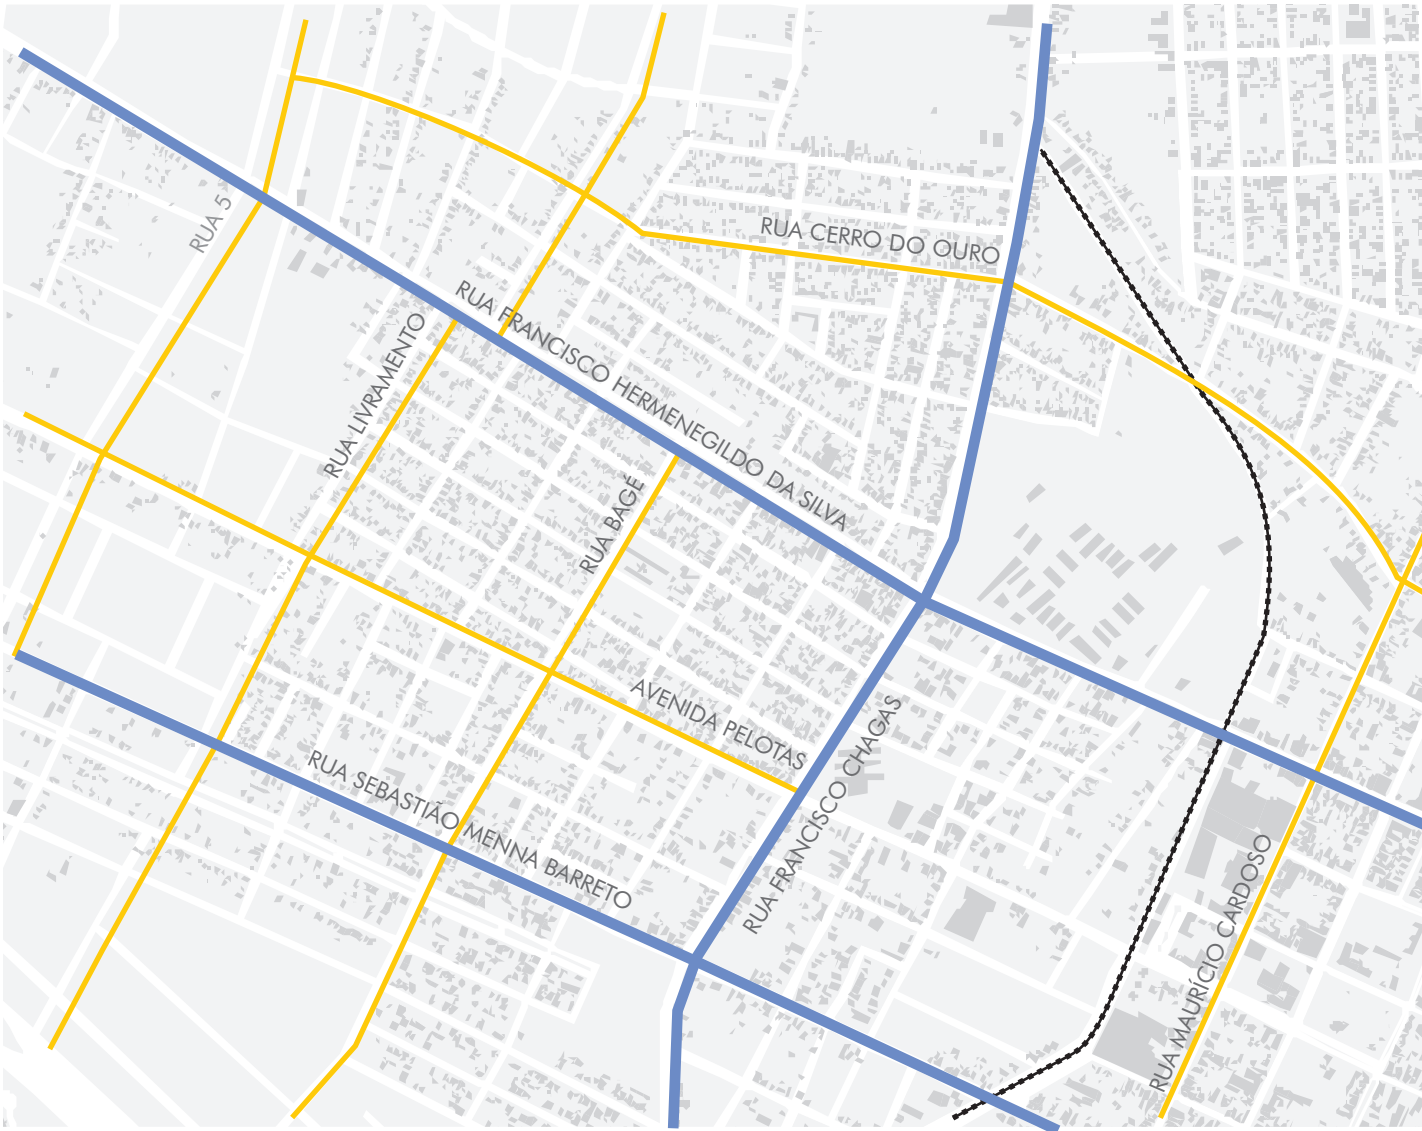 RUA 5
RUA CERRO DO OURO
RUA FRANCISCO HERMENEGILDO DA SILVA
RUA LIVRAMENTO
RUA BAGÉ
AVENIDA PELOTAS
RUA FRANCISCO CHAGAS
RUA SEBASTIÃO MENNA BARRETO
RUA MAURÍCIO CARDOSO